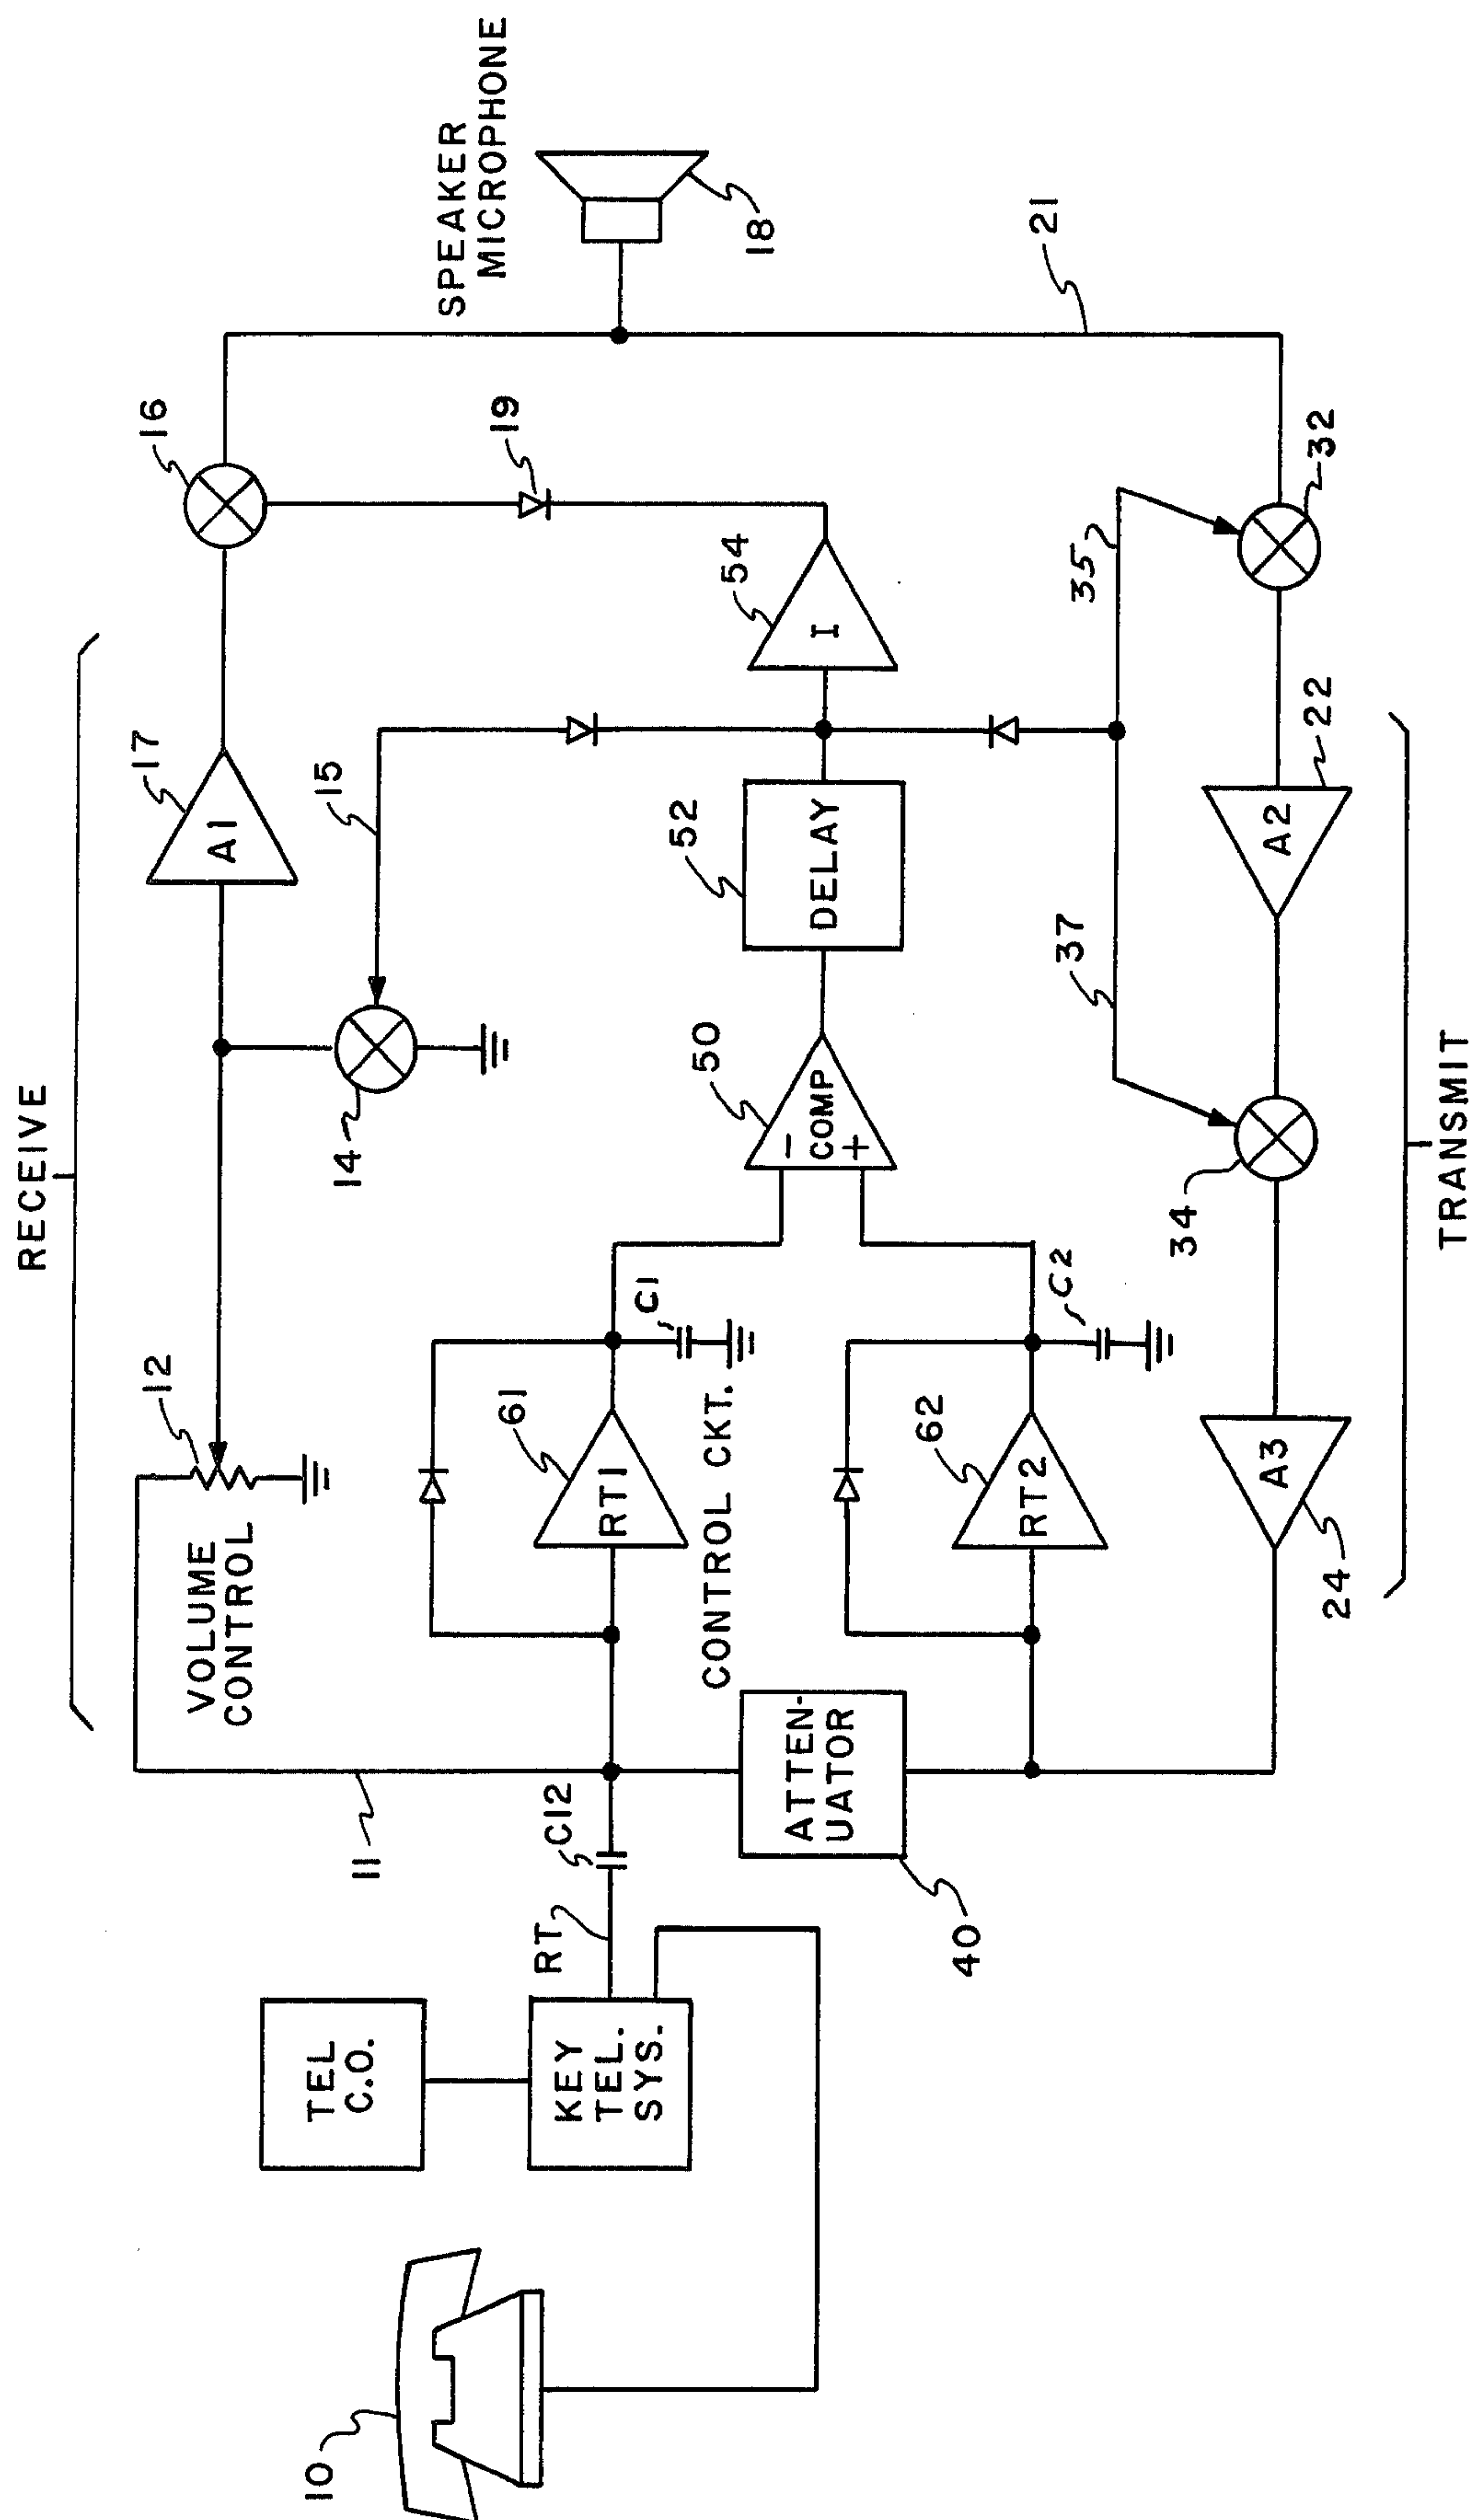 RECEIVE
16
SPEAKER
MICROPHONE
17
A1
19
18
12
VOLUME
CONTROL
15
14
54
I
21
11
61
RT1
C1
50
-
COMP
+
52
DELAY
35
37
CONTROL CKT.
TEL
C.O.
RT
C12
ATTEN-
UATOR
40
62
RT2
C2
KEY
TEL.
SYS.
10
24
A3
34
A2
22
32
TRANSMIT